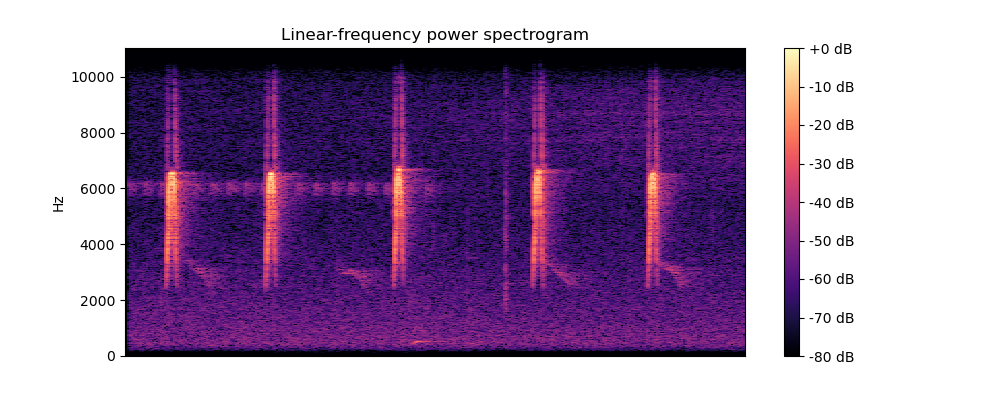 Linear-frequency power spectrogram
Hz
10000
8000
6000
4000
2000
0
+0 dB
-10 dB
-20 dB
-30 dB
-40 dB
-50 dB
-60 dB
-70 dB
-80 dB